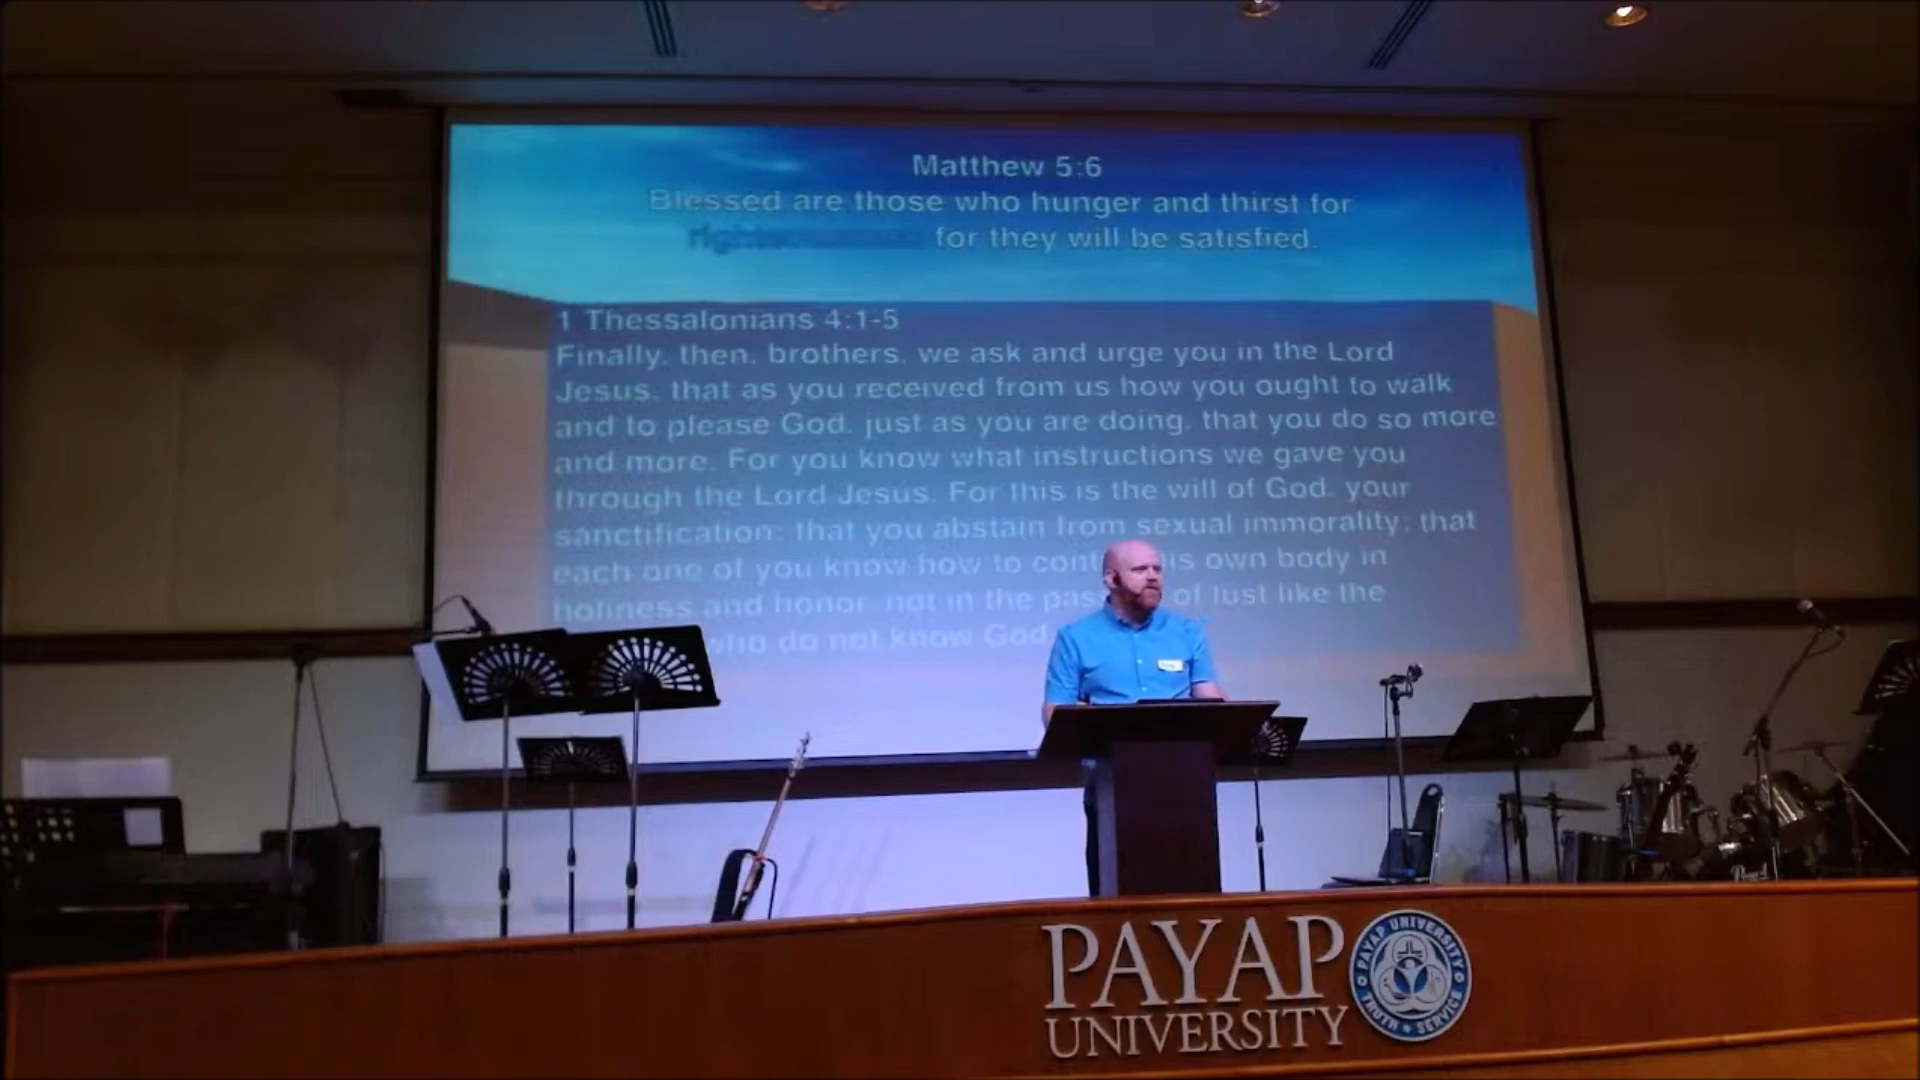 Matthew 5:6
Blessed are those who hunger and thirst for
for they will be satisfied.
1 Thessalonians 4:1-5
Finally, then, brothers, we ask and urge you in the Lord
Jesus, that as you received from us how you ought to walk
and to please God, just as you are doing, that you do so more
and more. For you know what instructions we gave you
through the Lord Jesus. For this is the will of God, your
sanctification: that you abstain from sexual immorality; that
each one of you know how to own body in
holiness and honor, not in the of lust like the
who do not know God
PAYAP
UNIVERSITY
PAYAP UNIVERSITY
TRUTH SERVICE
Pearl